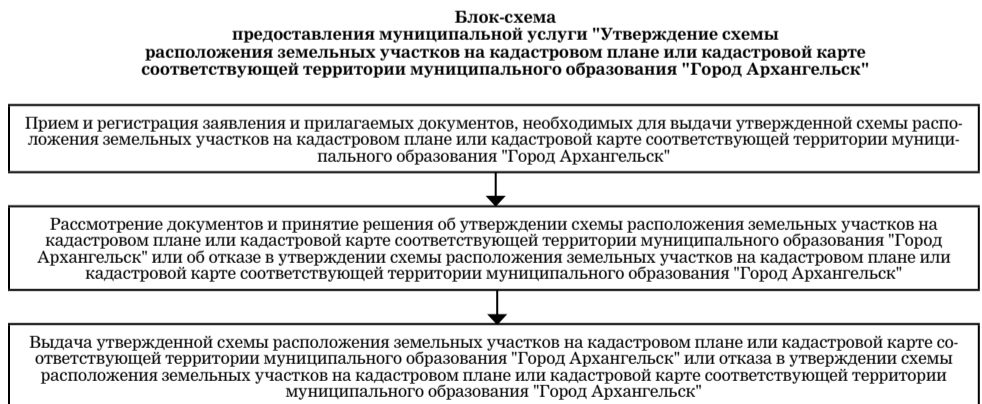 Блок-схема
предоставления муниципальной услуги "Утверждение схемы
расположения земельных участков на кадастровом плане или кадастровой карте
соответствующей территории муниципального образования "Город Архангельск"
Прием и регистрация заявления и прилагаемых документов, необходимых для выдачи утвержденной схемы распо-
ложения земельных участков на кадастровом плане или кадастровой карте соответствующей территории муници-
пального образования "Город Архангельск"
Рассмотрение документов и принятие решения об утверждении схемы расположения земельных участков на
кадастровом плане или кадастровой карте соответствующей территории муниципального образования "Город
Архангельск" или об отказе в утверждении схемы расположения земельных участков на кадастровом плане или
кадастровой карте соответствующей территории муниципального образования "Город Архангельск"
Выдача утвержденной схемы расположения земельных участков на кадастровом плане или кадастровой карте со-
ответствующей территории муниципального образования "Город Архангельск" или отказа в утверждении схемы
расположения земельных участков на кадастровом плане или кадастровой карте соответствующей территории
муниципального образования "Город Архангельск"